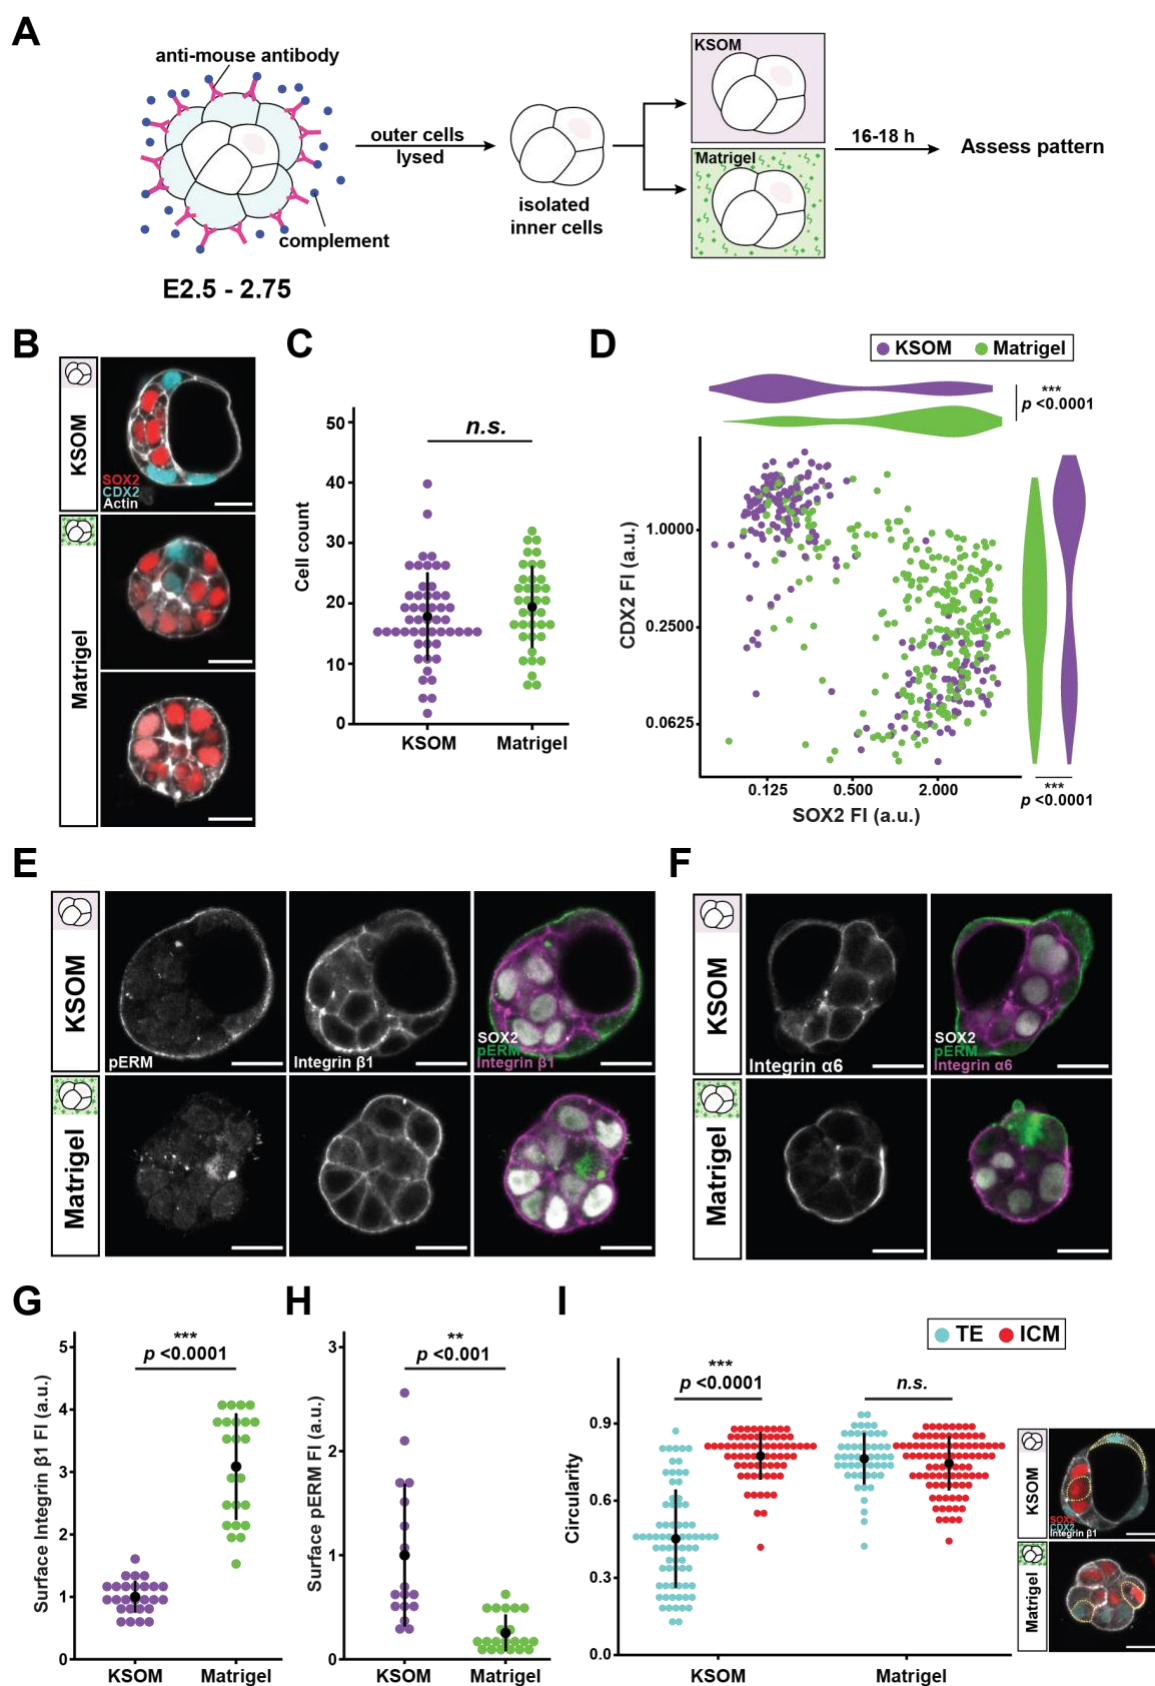 A
anti-mouse antibody
outer cells
lysed
complement
E2.5 - 2.75
isolated
inner cells
KSOM
Matrigel
16-18 h
Assess pattern
B
KSOM
SOX2
CDX2
Actin
Matrigel
C
Cell count
50
40
30
20
10
0
n.s.
KSOM
Matrigel
D
KSOM
Matrigel
***
p <0.0001
CDX2 FI (a.u.)
1.0000
0.2500
0.0625
0.125
0.500
2.000
SOX2 FI (a.u.)
***
p <0.0001
E
KSOM
pERM
Integrin β1
SOX2
pERM
Integrin β1
Matrigel
F
KSOM
Integrin α6
SOX2
pERM
Integrin α6
Matrigel
G
Surface Integrin β1 FI (a.u.)
5
4
3
2
1
0
***
p <0.0001
KSOM
Matrigel
H
Surface pERM FI (a.u.)
3
2
1
0
**
p <0.001
KSOM
Matrigel
I
TE
ICM
Circularity
0.9
0.6
0.3
0.0
***
p <0.0001
n.s.
KSOM
Matrigel
KSOM
SOX2
CDX2
Integrin β1
Matrigel